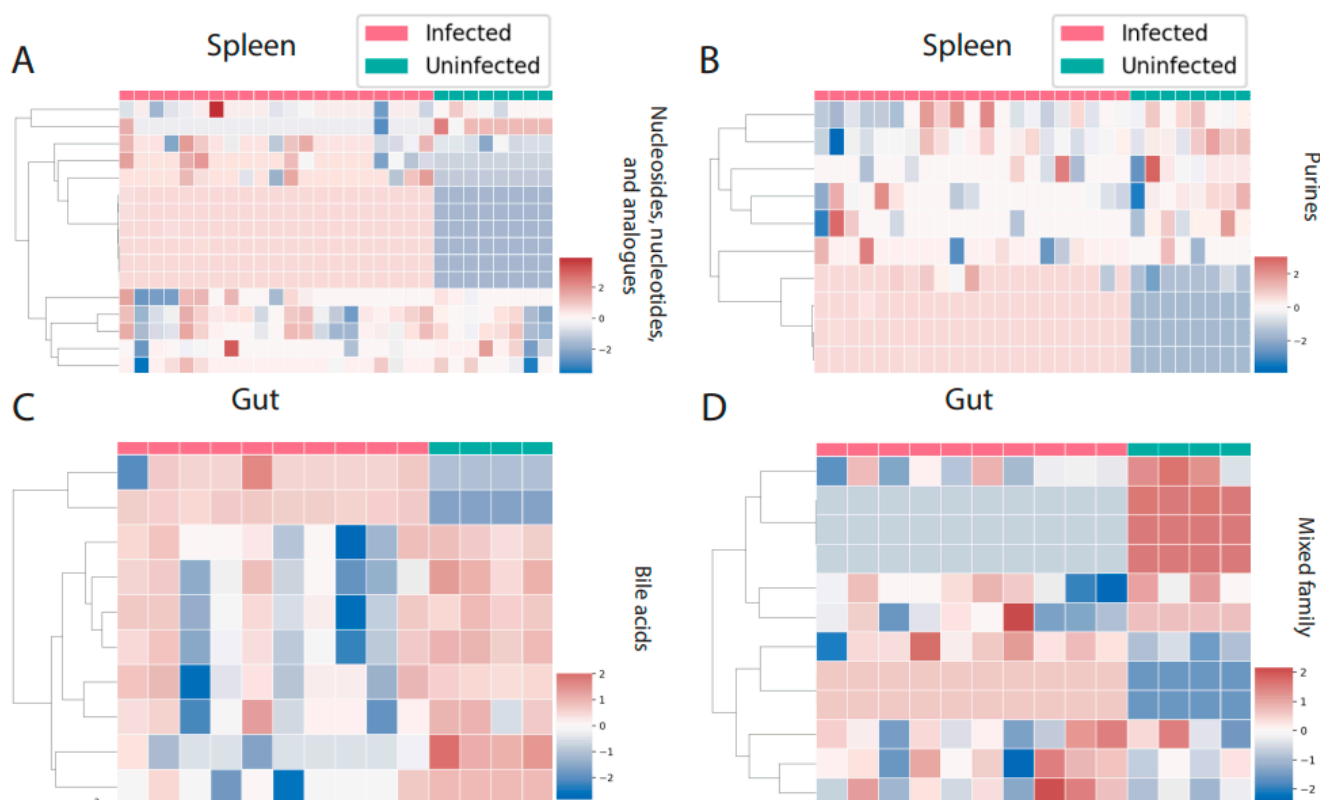 A
Spleen
Infected
Uninfected
Nucleosides, nucleotides,
and analogues
2
0
−2
B
Spleen
Infected
Uninfected
Purines
2
0
−2
C
Gut
Bile acids
2
1
0
−1
−2
D
Gut
Mixed family
2
1
0
−1
−2